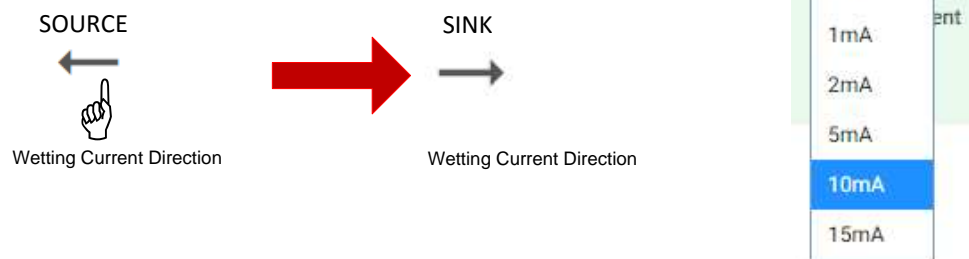 SOURCE
SINK
Wetting Current Direction
Wetting Current Direction
1mA
2mA
5mA
10mA
15mA